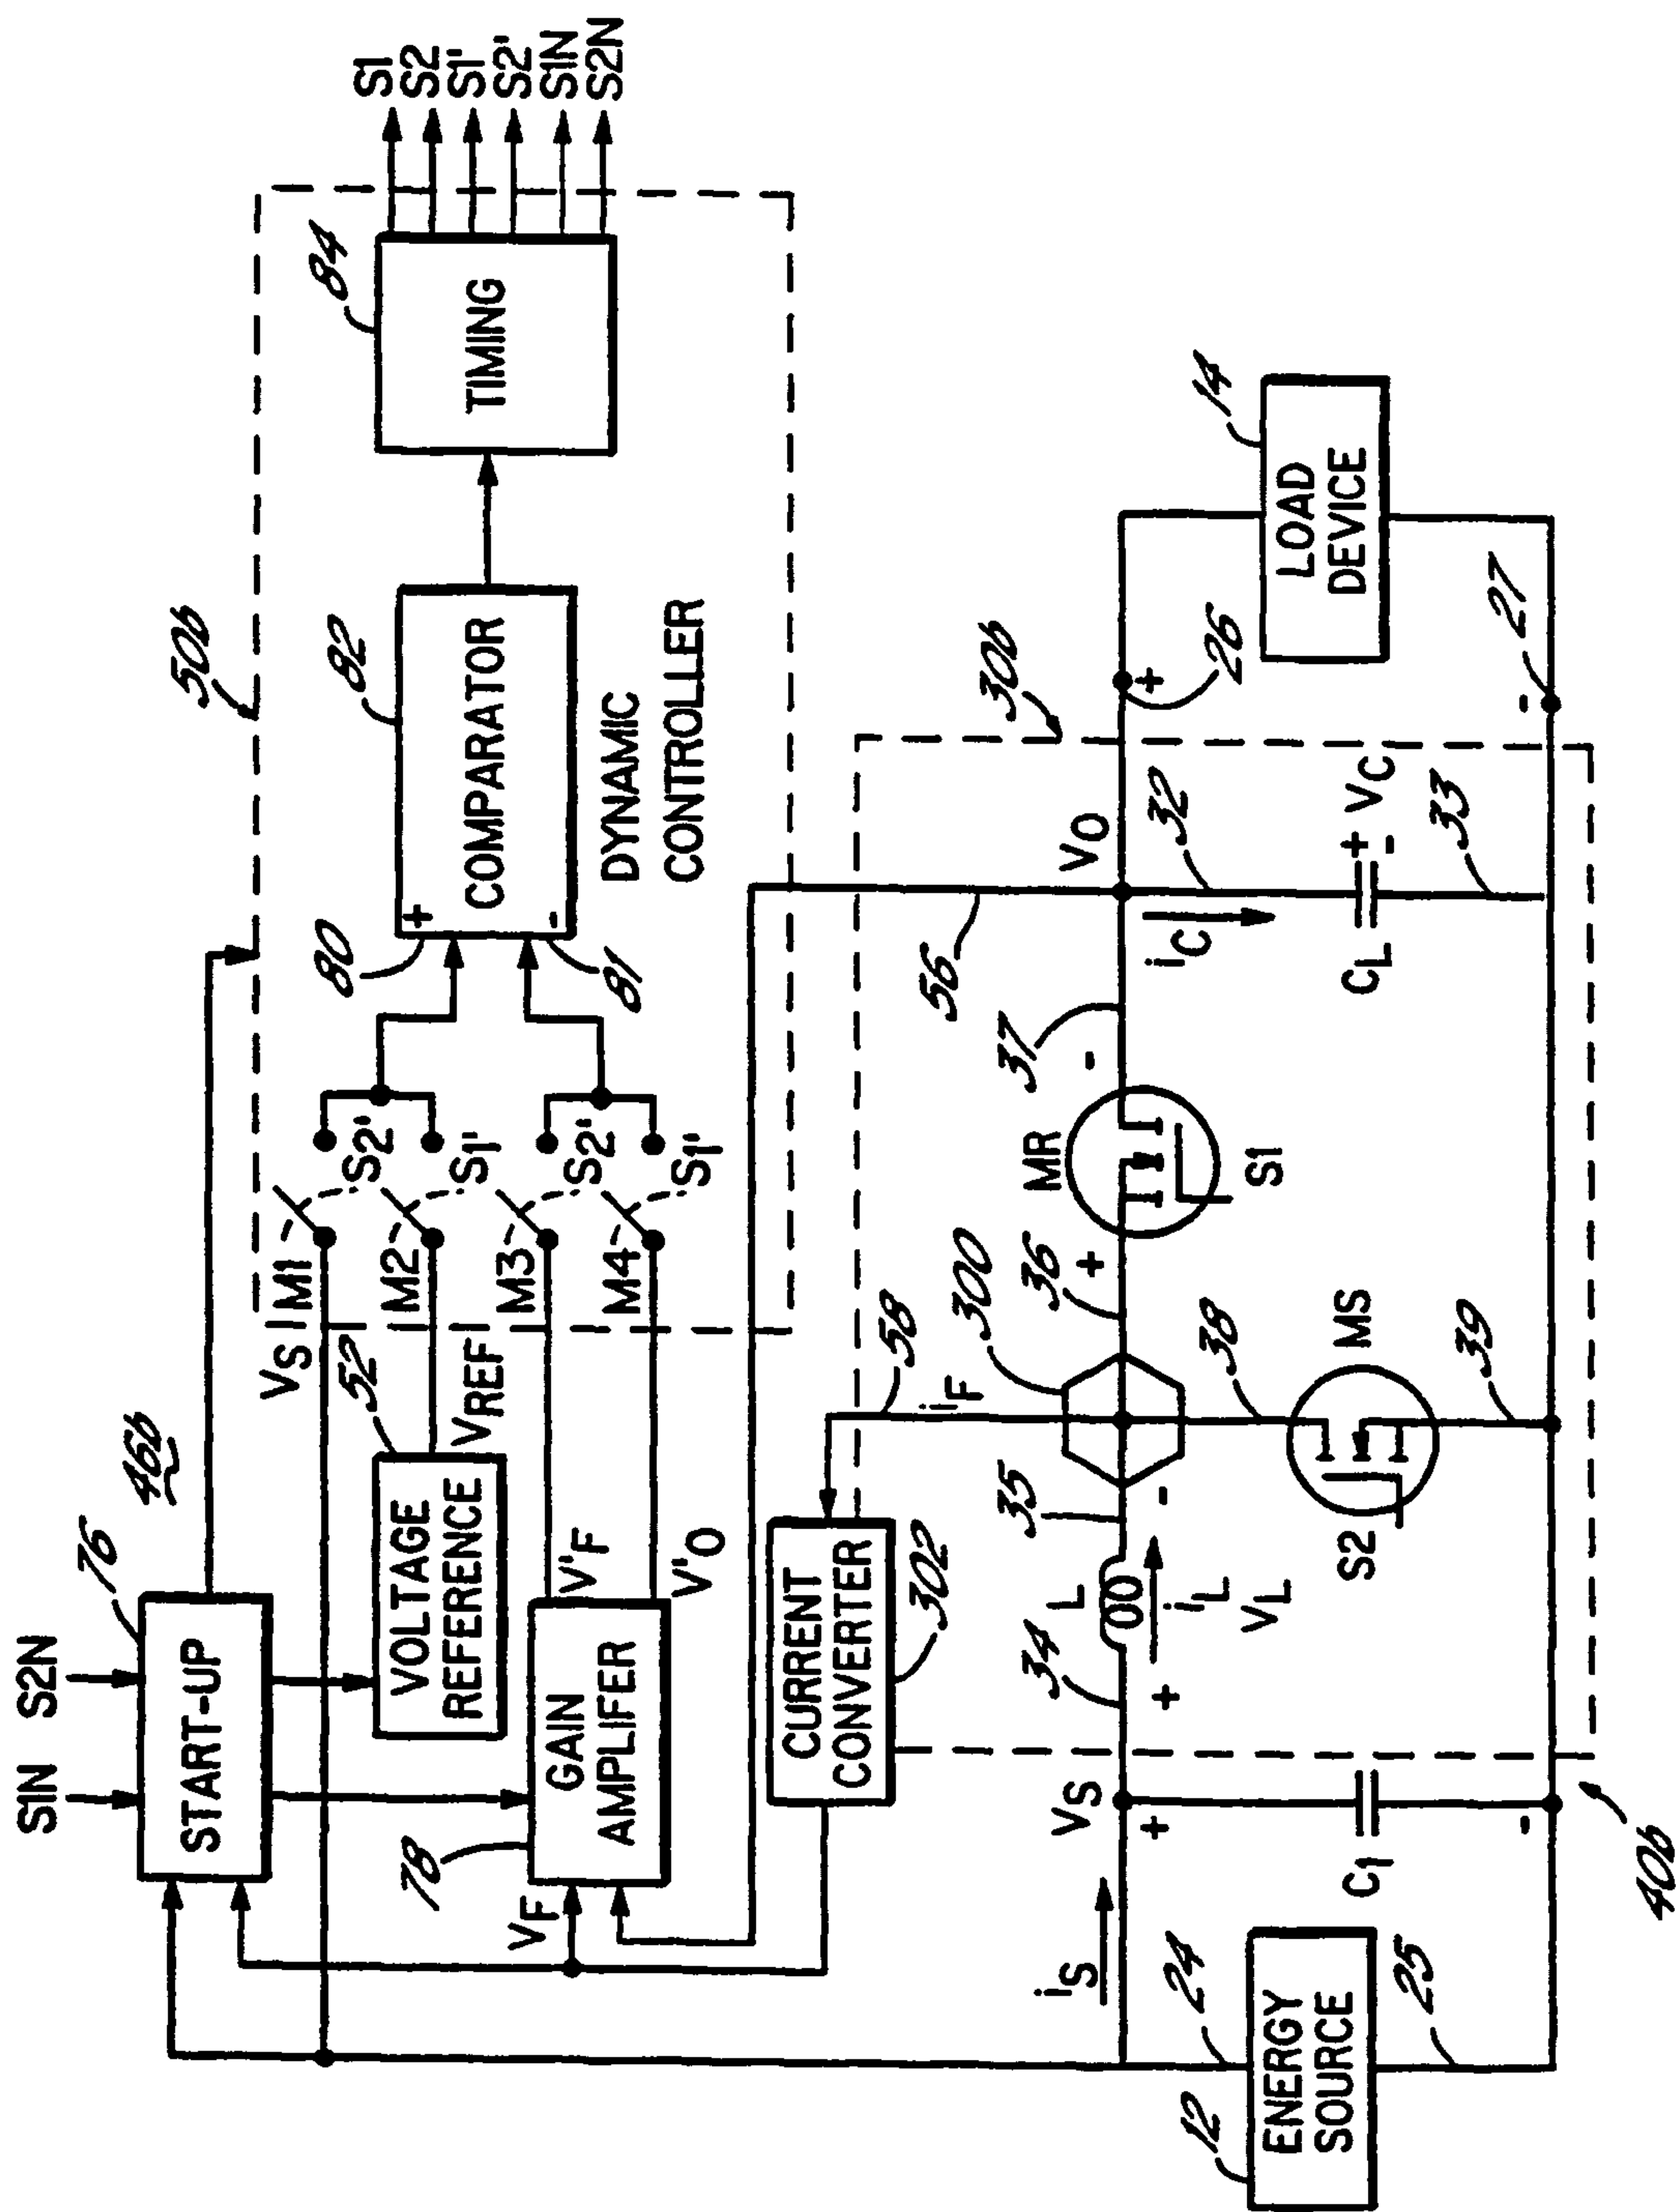 S1N S2N
76
46b
START-UP
50b
VS
52
VOLTAGE
REFERENCE
VREF
78
GAIN
AMPLIFER
VF
V'F
V'O
M1
S2'
M2
S1'
M3
S2'
M4
S1'
80
+
82
COMPARATOR
-
81
DYNAMIC
CONTROLLER
84
TIMING
S1
S2
S1'
S2'
S1N
S2N
CURRENT
CONVERTER
302
iF
58
300
56
30b
iS
VS
+
34
L
+
iL
VL
35
-
36
+
MR
S1
37
-
VO
iC
32
CL
+
-
VC
33
+
26
14
LOAD
DEVICE
27
-
12
ENERGY
SOURCE
24
25
C1
-
40b
38
MS
S2
39